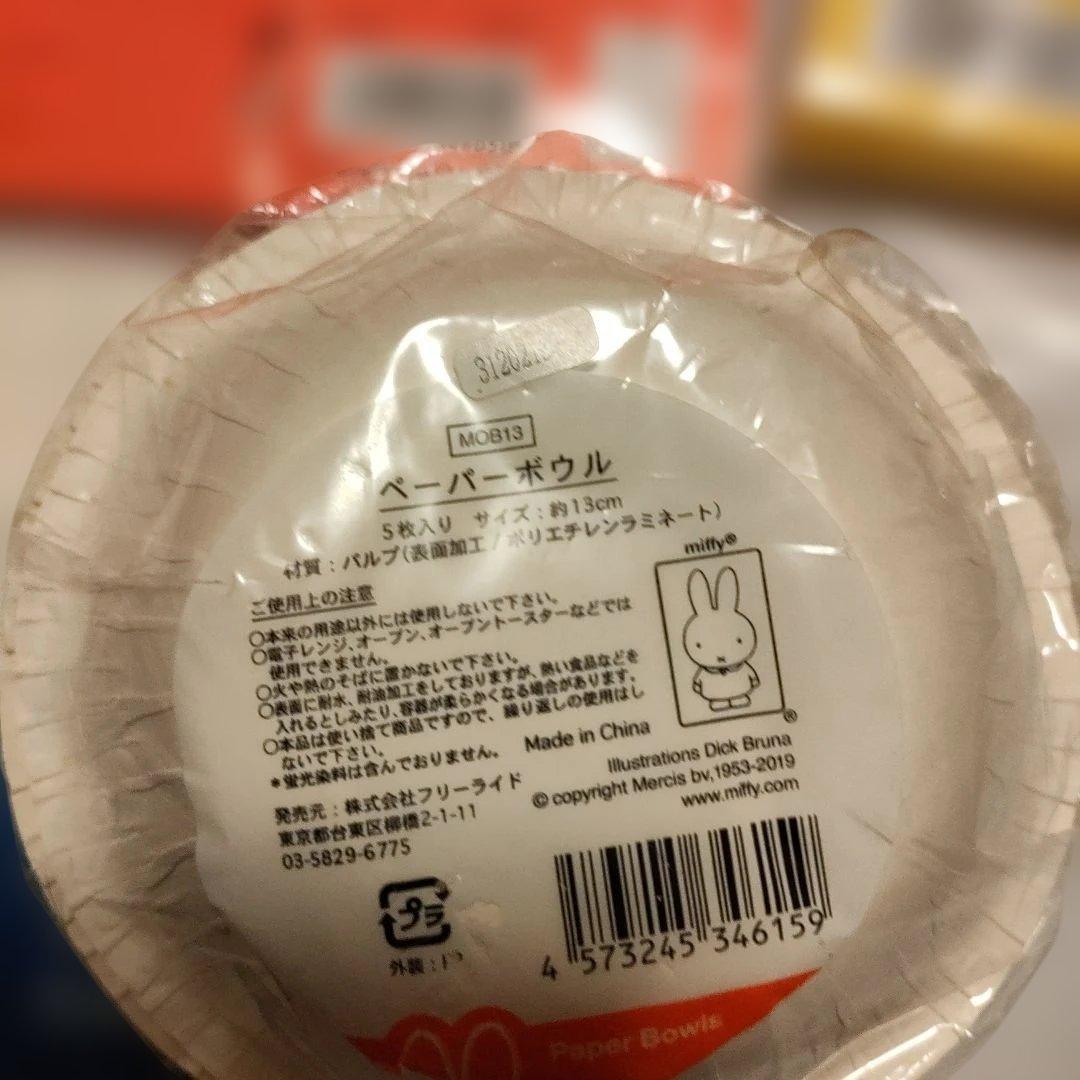 MOB13
ペーパーボウル
5枚入り サイズ：約13cm
材質：パルプ（表面加工/ポリエチレンラミネート）
miffy®
ご使用上の注意
○本来の用途以外には使用しないで下さい。
○電子レンジ、オーブン、オーブントースターなどでは
使用できません。
○火や熱のそばに置かないで下さい。
○表面に耐水、耐油加工をしておりますが、熱い食品などを
入れるとしみたり、容器が柔らかくなる場合があります。
○本品は使い捨て商品ですので、繰り返しの使用はし
ないで下さい。
*蛍光染料は含んでおりません。
®
Made in China
Illustrations Dick Bruna
© copyright Mercis bv,1953-2019
www.miffy.com
発売元：株式会社フリーライド
東京都台東区柳橋2-1-11
03-5829-6775
プラ
外装：
4 573245 346159
Paper Bowls